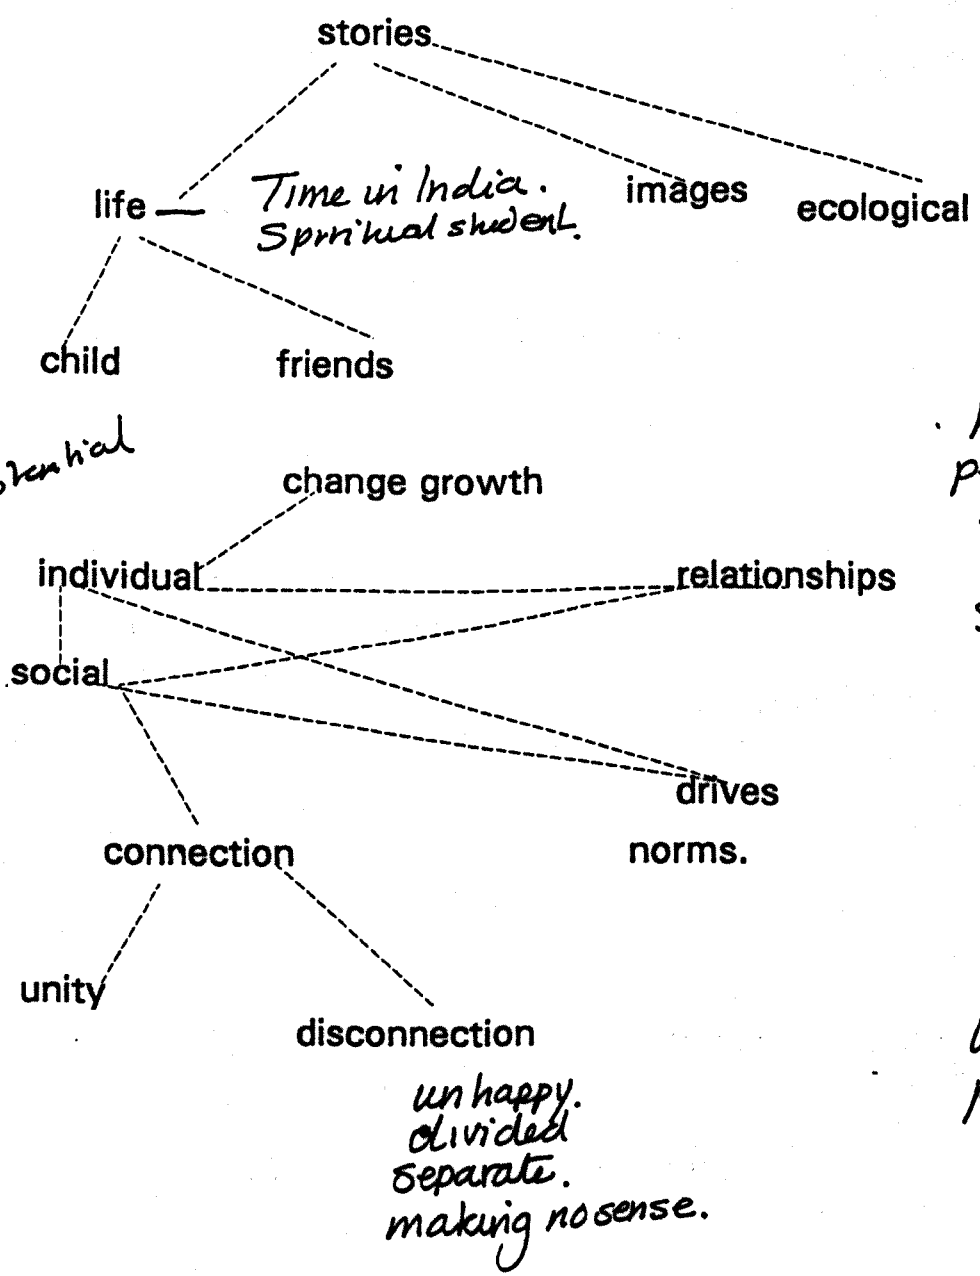 stories
life — Time in India.
Spiritual student.
images
ecological
child
friends
change growth
individual
relationships
social
drives
connection
norms.
unity
disconnection
unhappy.
divided
separate.
making no sense.